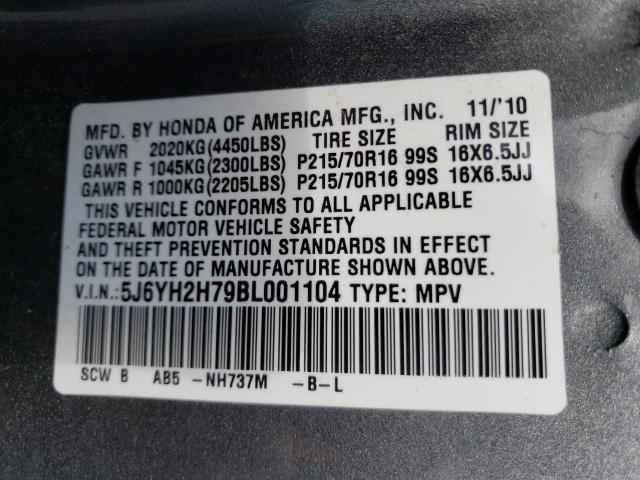 MFD. BY HONDA OF AMERICA MFG., INC. 11/'10
GVWR 2020KG(4450LBS) TIRE SIZE RIM SIZE
GAWR F 1045KG(2300LBS) P215/70R16 99S 16X6.5JJ
GAWR R 1000KG(2205LBS) P215/70R16 99S 16X6.5JJ
THIS VEHICLE CONFORMS TO ALL APPLICABLE
FEDERAL MOTOR VEHICLE SAFETY
AND THEFT PREVENTION STANDARDS IN EFFECT
ON THE DATE OF MANUFACTURE SHOWN ABOVE.
V.I.N.:5J6YH2H79BL001104 TYPE: MPV
SCW B AB5 -NH737M -B-L